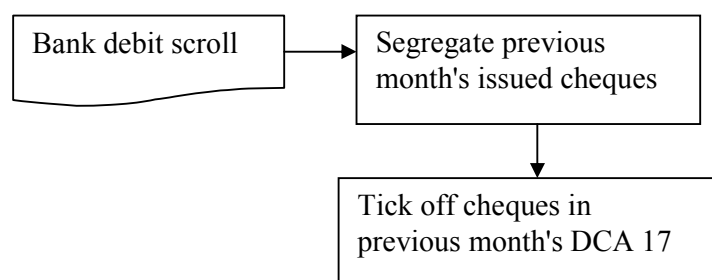 Bank debit scroll
Segregate previous
month's issued cheques
Tick off cheques in
previous month's DCA 17